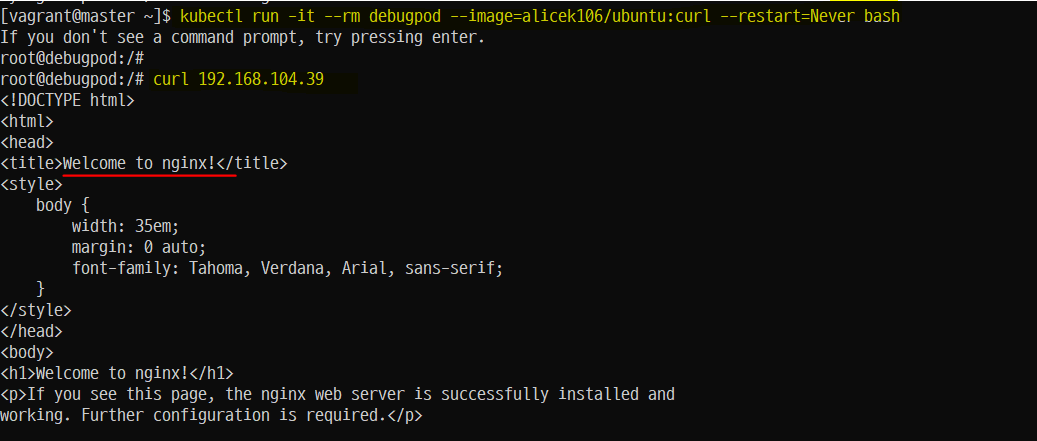 [vagrant@master ~]$ kubectl run -it --rm debugpod --image=alicek106/ubuntu:curl --restart=Never bash
If you don't see a command prompt, try pressing enter.
root@debugpod:/#
root@debugpod:/# curl 192.168.104.39
<!DOCTYPE html>
<html>
<head>
<title>Welcome to nginx!</title>
<style>
    body {
        width: 35em;
        margin: 0 auto;
        font-family: Tahoma, Verdana, Arial, sans-serif;
    }
</style>
</head>
<body>
<h1>Welcome to nginx!</h1>
<p>If you see this page, the nginx web server is successfully installed and
working. Further configuration is required.</p>